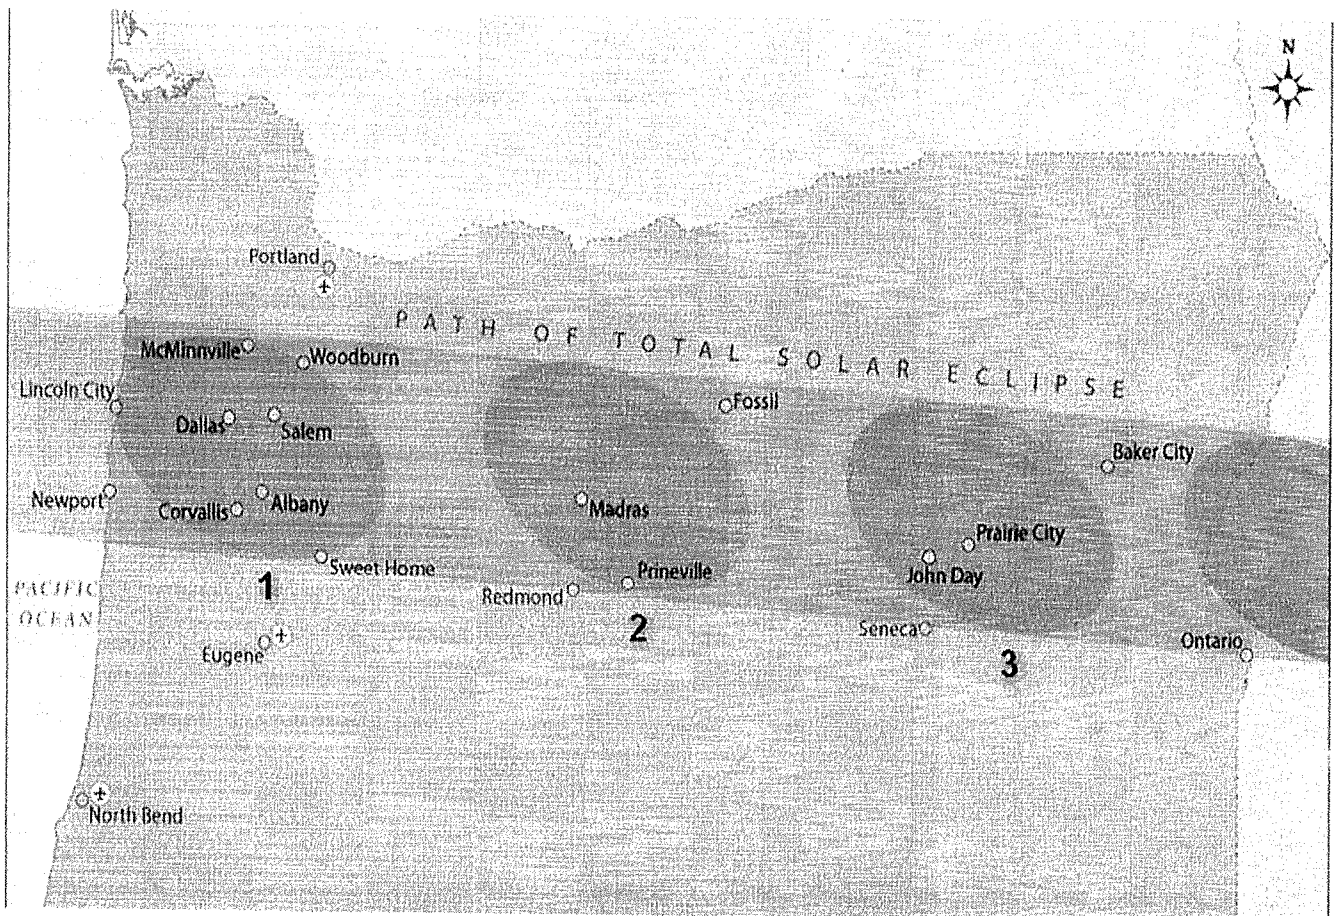 N
Portland
PATH OF TOTAL SOLAR ECLIPSE
McMinnville
Woodburn
Lincoln City
Fossil
Dallas
Salem
Baker City
Newport
Corvallis
Albany
Madras
Prairie City
Sweet Home
John Day
1
Prineville
PACIFIC
OCEAN
Redmond
2
Seneca
Eugene
Ontario
3
North Bend